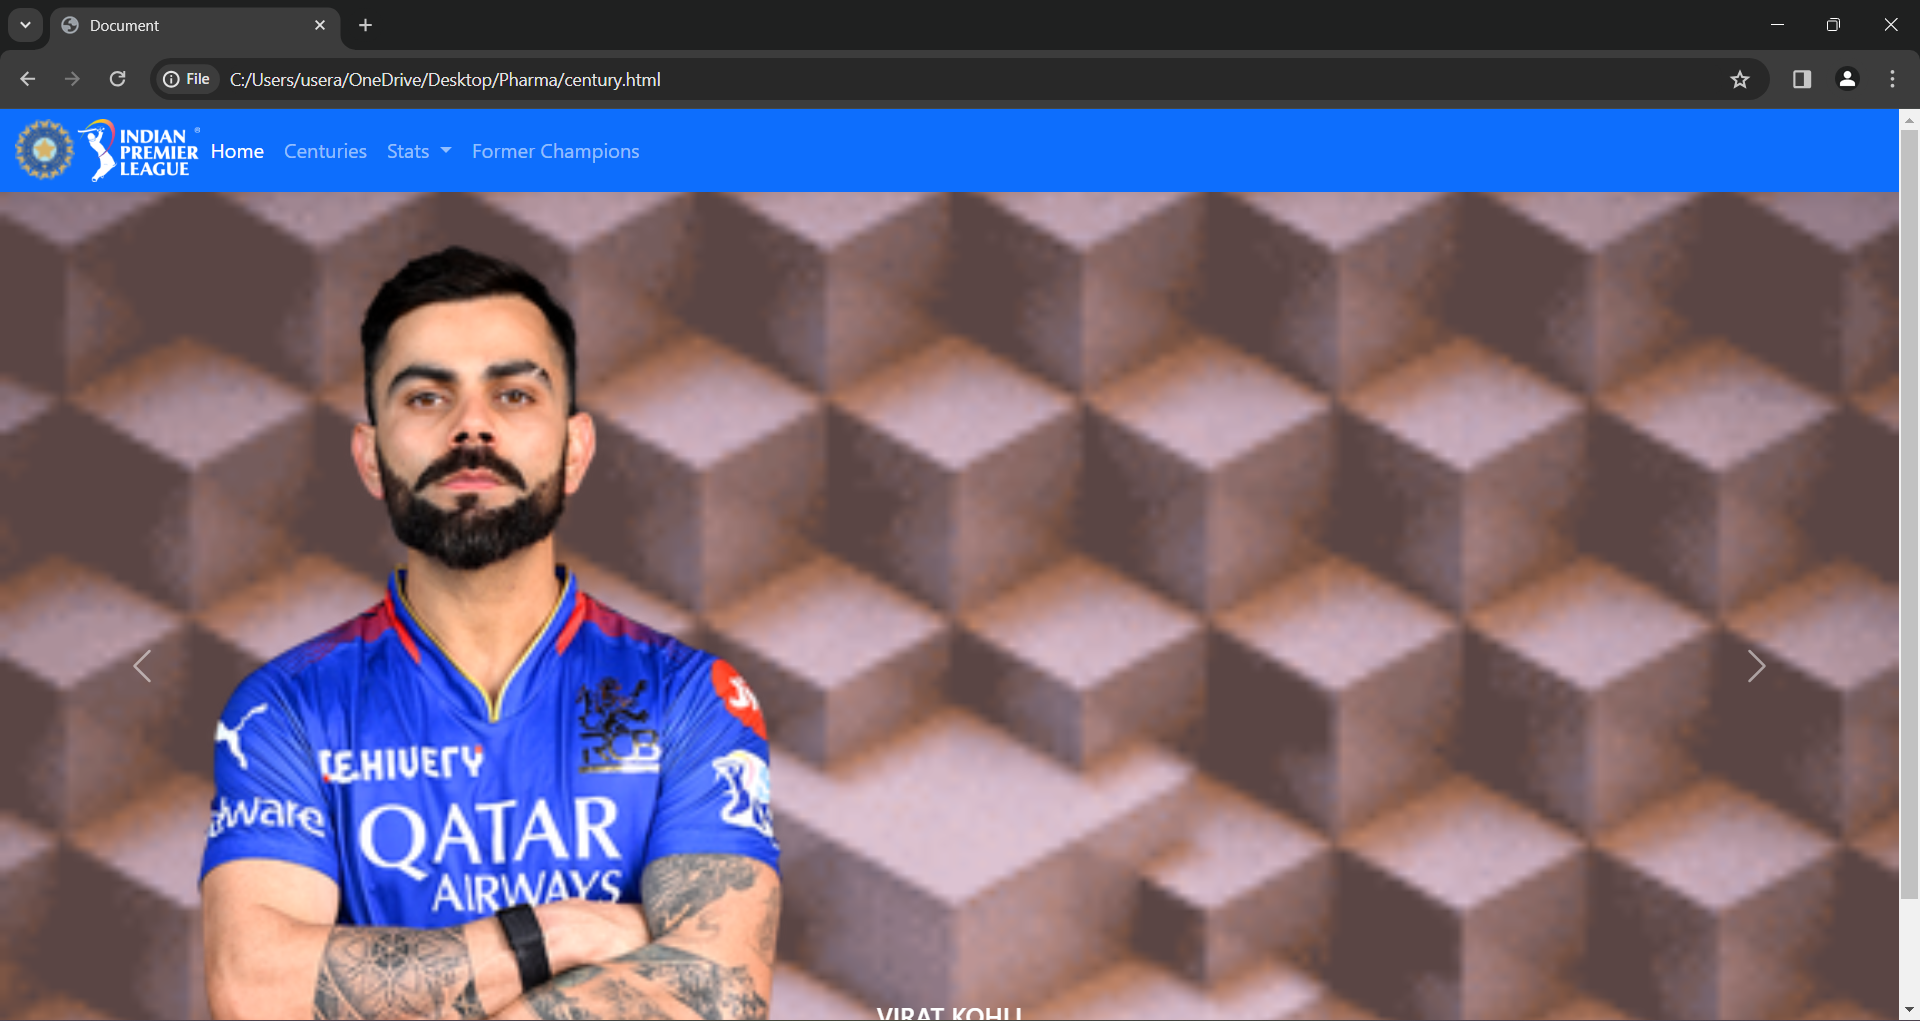 Document
File
C:/Users/usera/OneDrive/Desktop/Pharma/century.html
INDIAN
PREMIER
LEAGUE
Home
Centuries
Stats
Former Champions
QATAR
AIRWAYS
RCB
VIRAT KOHLI